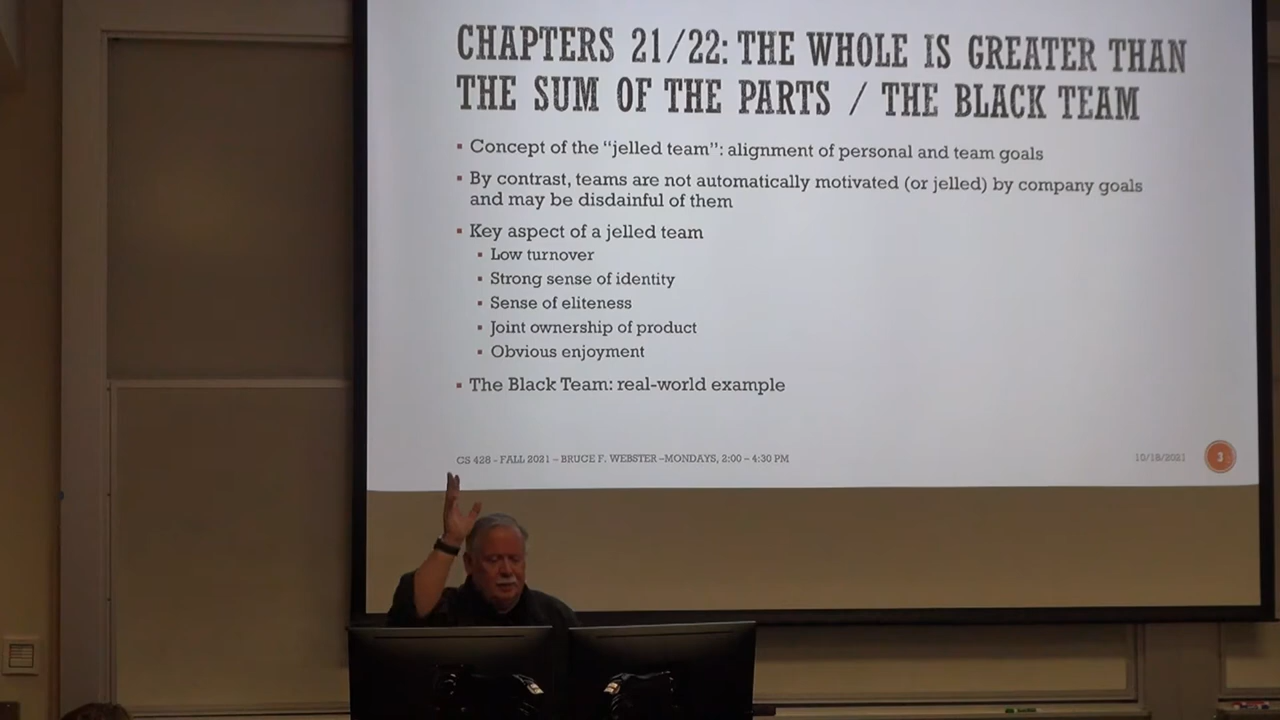 CHAPTERS 21/22: THE WHOLE IS GREATER THAN
THE SUM OF THE PARTS / THE BLACK TEAM
▪ Concept of the “jelled team”: alignment of personal and team goals
▪ By contrast, teams are not automatically motivated (or jelled) by company goals
and may be disdainful of them
▪ Key aspect of a jelled team
▪ Low turnover
▪ Strong sense of identity
▪ Sense of eliteness
▪ Joint ownership of product
▪ Obvious enjoyment
▪ The Black Team: real-world example
CS 428 – FALL 2021 – BRUCE F. WEBSTER –MONDAYS, 2:00 – 4:30 PM
10/18/2021
3